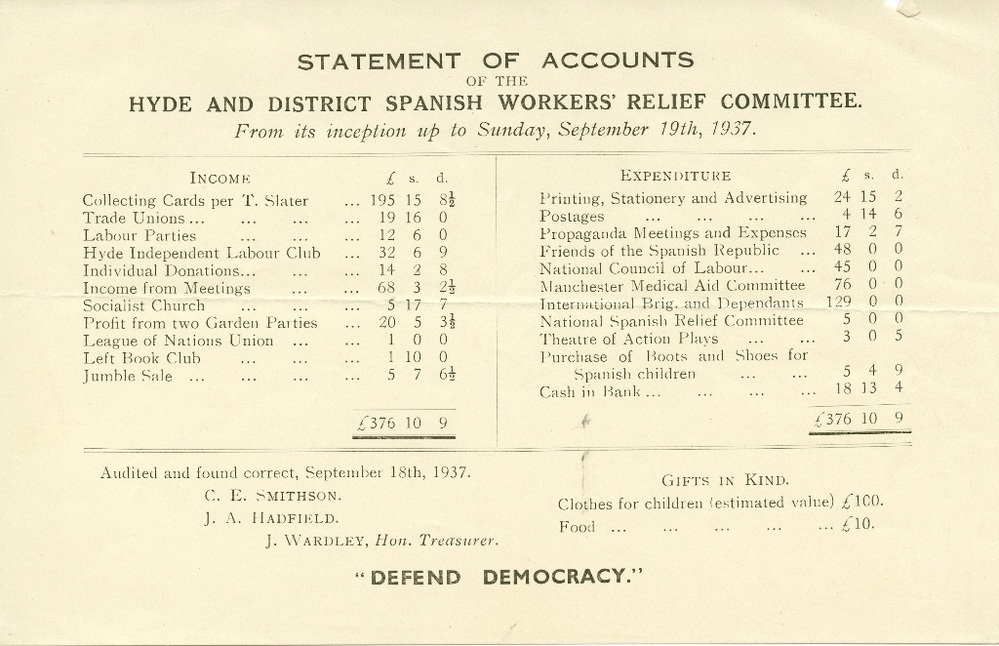 STATEMENT OF ACCOUNTS
OF THE
HYDE AND DISTRICT SPANISH WORKERS' RELIEF COMMITTEE.
From its inception up to Sunday, September 19th, 1937.
INCOME £ s. d.
Collecting Cards per T. Slater ... 195 15 8½
Trade Unions ... ... ... ... 19 16 0
Labour Parties ... ... ... 12 6 0
Hyde Independent Labour Club ... 32 6 9
Individual Donations... ... ... 14 2 8
Income from Meetings ... ... 68 3 2½
Socialist Church ... ... ... 5 17 7
Profit from two Garden Parties ... 20 5 3½
League of Nations Union ... ... 1 0 0
Left Book Club ... ... ... 1 10 0
Jumble Sale ... ... ... ... 5 7 6½
£376 10 9
EXPENDITURE £ s. d.
Printing, Stationery and Advertising 24 15 2
Postages ... ... ... ... 4 14 6
Propaganda Meetings and Expenses 17 2 7
Friends of the Spanish Republic ... 48 0 0
National Council of Labour... ... 45 0 0
Manchester Medical Aid Committee 76 0 0
International Brig. and Dependants 129 0 0
National Spanish Relief Committee 5 0 0
Theatre of Action Plays ... ... 3 0 5
Purchase of Boots and Shoes for
Spanish children ... ... 5 4 9
Cash in Bank ... ... ... ... 18 13 4
£376 10 9
Audited and found correct, September 18th, 1937.
C. E. SMITHSON.
J. A. HADFIELD.
J. WARDLEY, Hon. Treasurer.
GIFTS IN KIND.
Clothes for children (estimated value) £100.
Food ... ... ... ... ... £10.
"DEFEND DEMOCRACY."